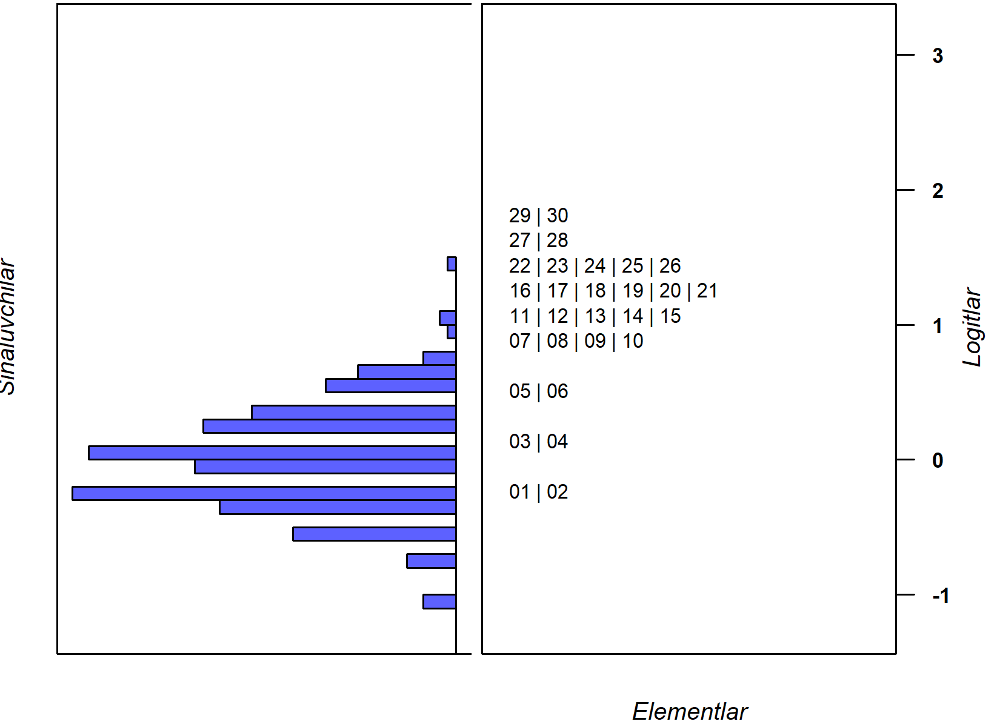 Sinaluvchilar
29 | 30
27 | 28
22 | 23 | 24 | 25 | 26
16 | 17 | 18 | 19 | 20 | 21
11 | 12 | 13 | 14 | 15
07 | 08 | 09 | 10
05 | 06
03 | 04
01 | 02
3
2
1
0
-1
Logitlar
Elementlar